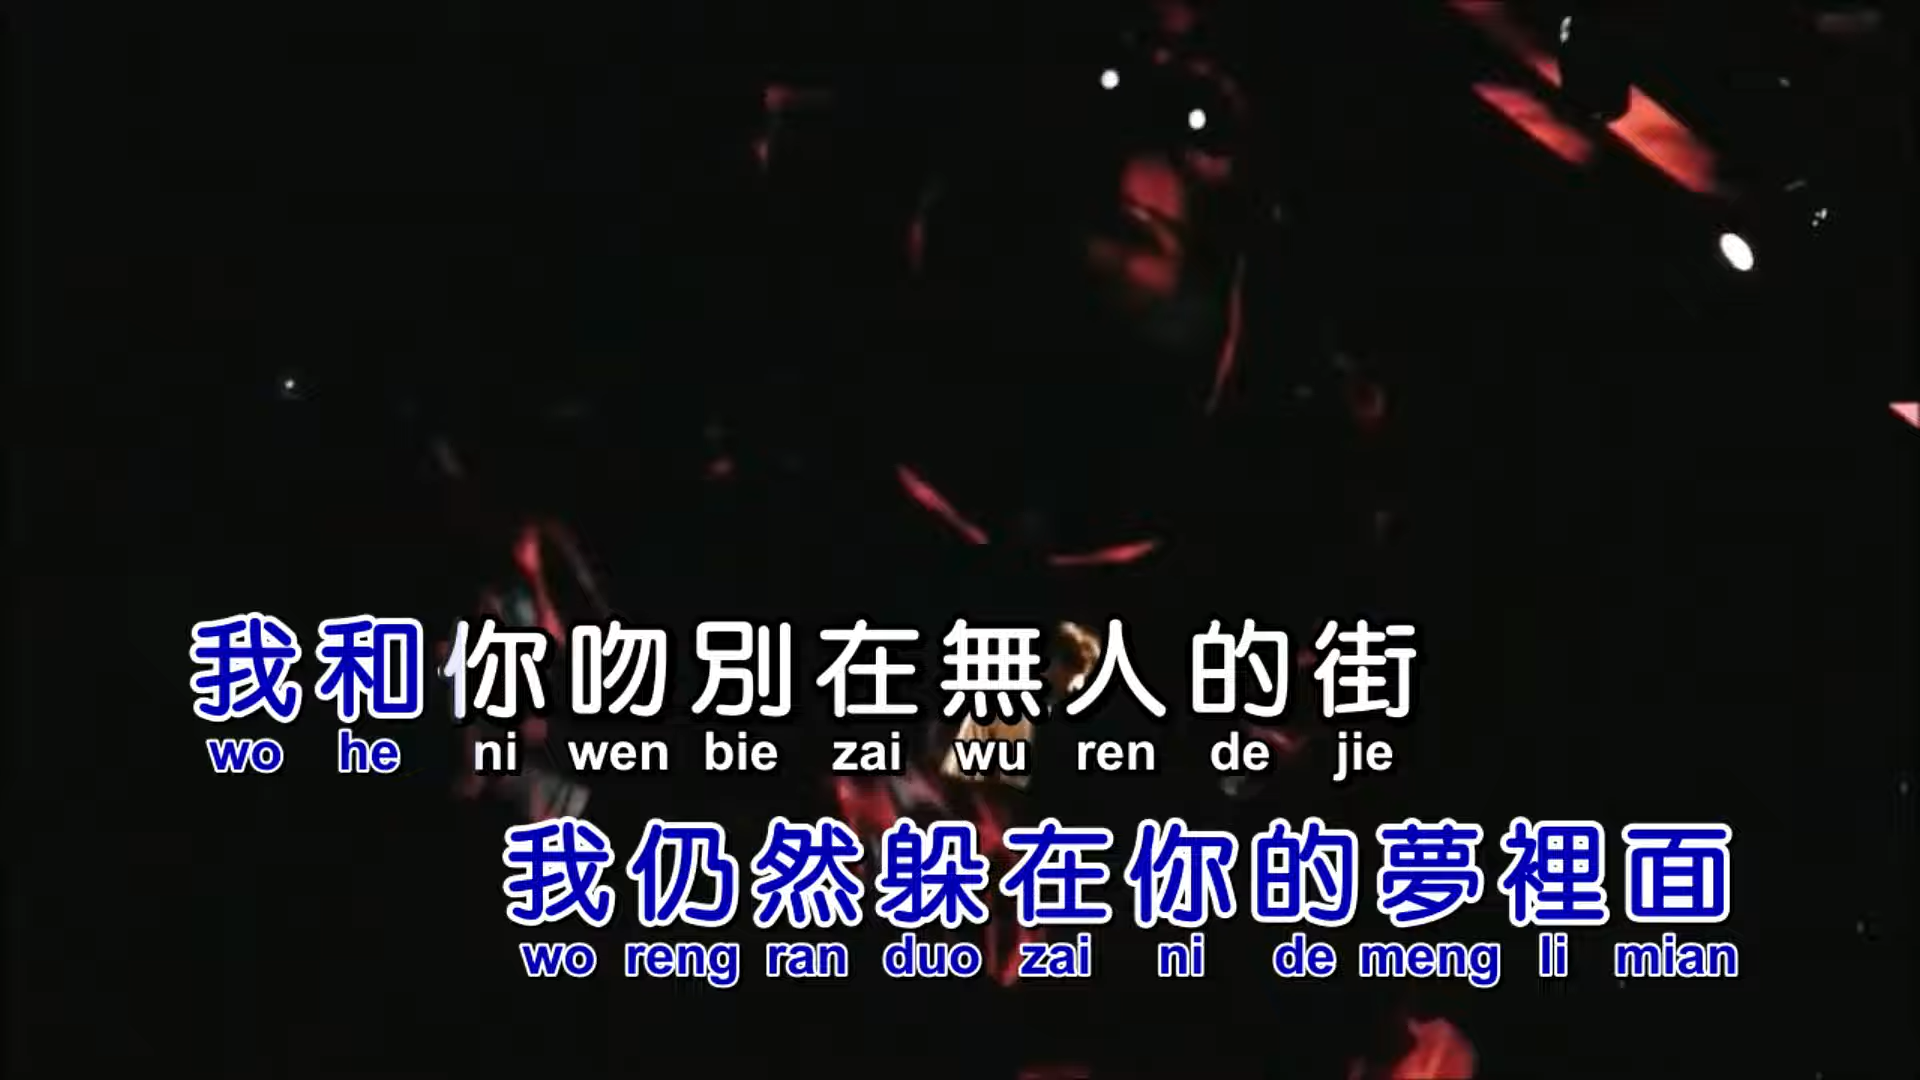 我和你吻別在無人的街
wo he ni wen bie zai wu ren de jie
我仍然躲在你的夢裡面
wo reng ran duo zai ni de meng li mian